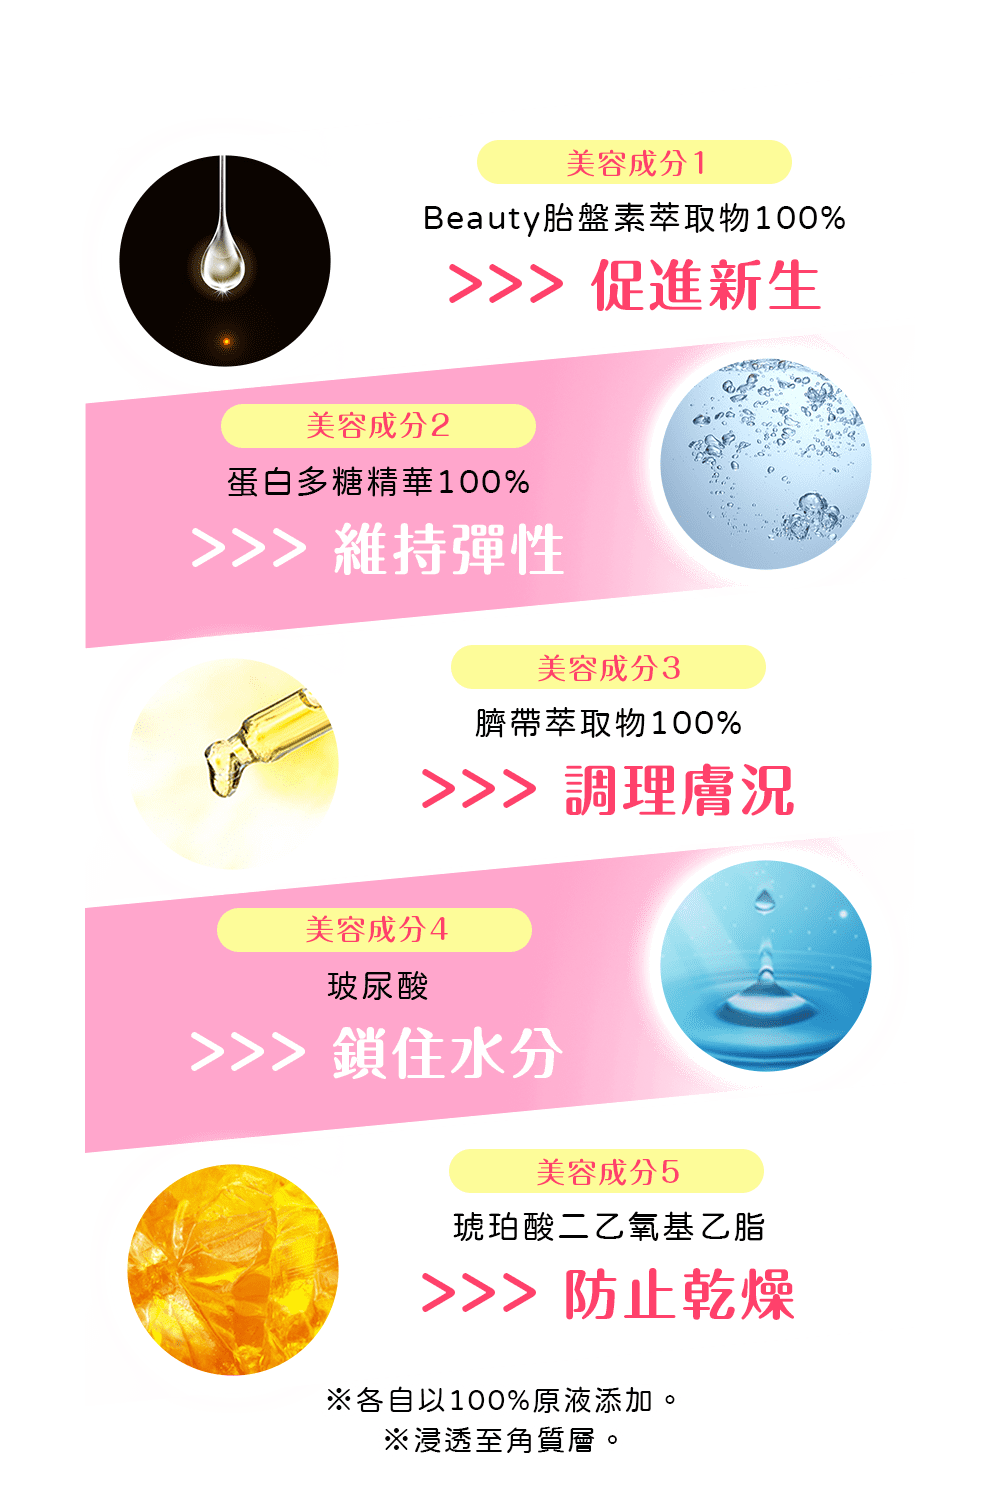 美容成分1
Beauty胎盤素萃取物100%
>>> 促進新生
美容成分2
蛋白多糖精華100%
>>> 維持彈性
美容成分3
臍帶萃取物100%
>>> 調理膚況
美容成分4
玻尿酸
>>> 鎖住水分
美容成分5
琥珀酸二乙氧基乙脂
>>> 防止乾燥
※各自以100%原液添加。
※浸透至角質層。